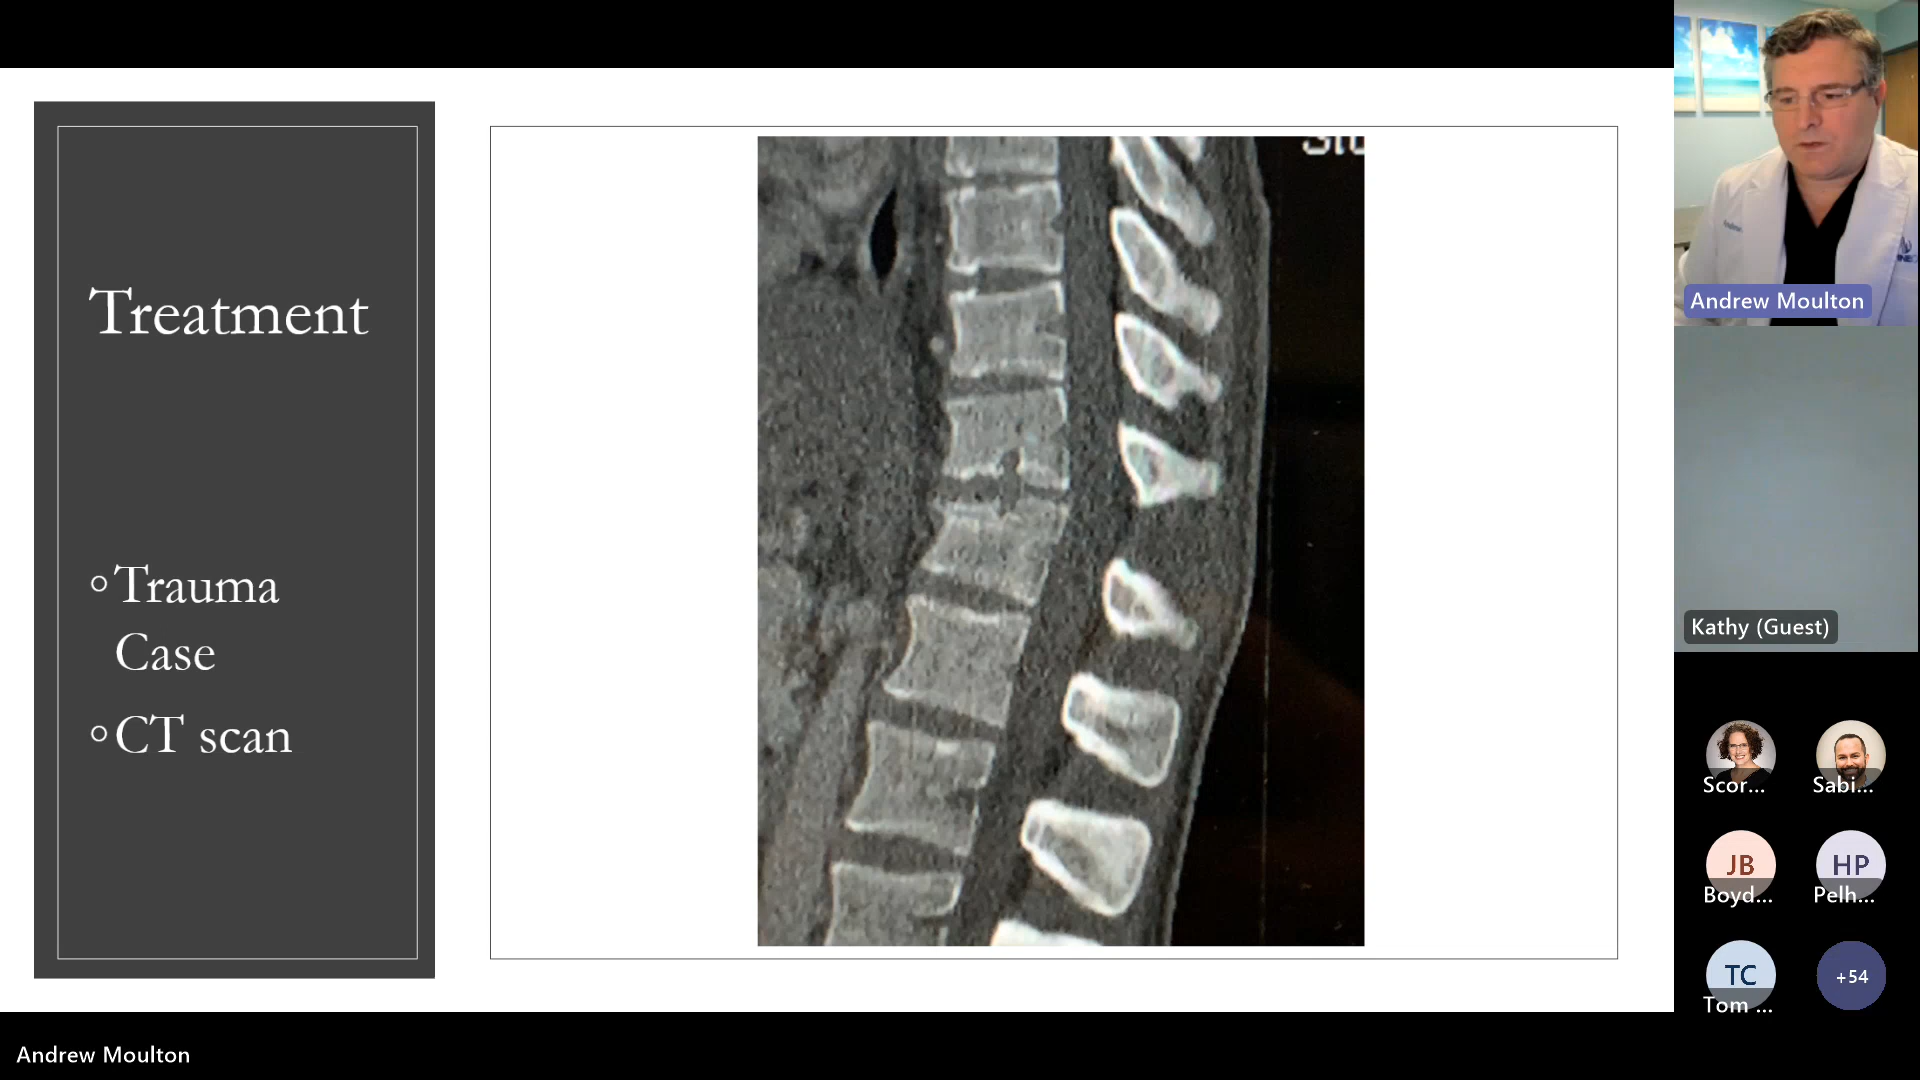 Treatment
◦Trauma
Case
◦CT scan
Andrew Moulton
Kathy (Guest)
Scor...
Sabi...
JB
HP
Boyd...
Pelh...
TC
+54
Tom ...
Andrew Moulton